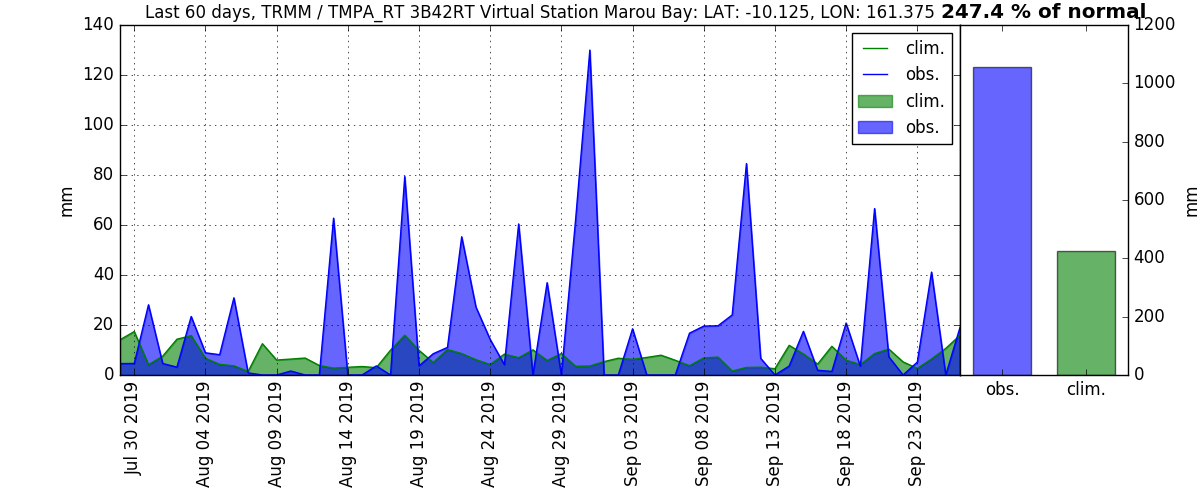 Last 60 days, TRMM / TMPA_RT 3B42RT Virtual Station Marou Bay: LAT: -10.125, LON: 161.375 247.4 % of normal
140
120
100
80
60
40
20
0
mm
clim.
obs.
clim.
obs.
Jul 30 2019
Aug 04 2019
Aug 09 2019
Aug 14 2019
Aug 19 2019
Aug 24 2019
Aug 29 2019
Sep 03 2019
Sep 08 2019
Sep 13 2019
Sep 18 2019
Sep 23 2019
1200
1000
800
600
400
200
0
mm
obs.
clim.